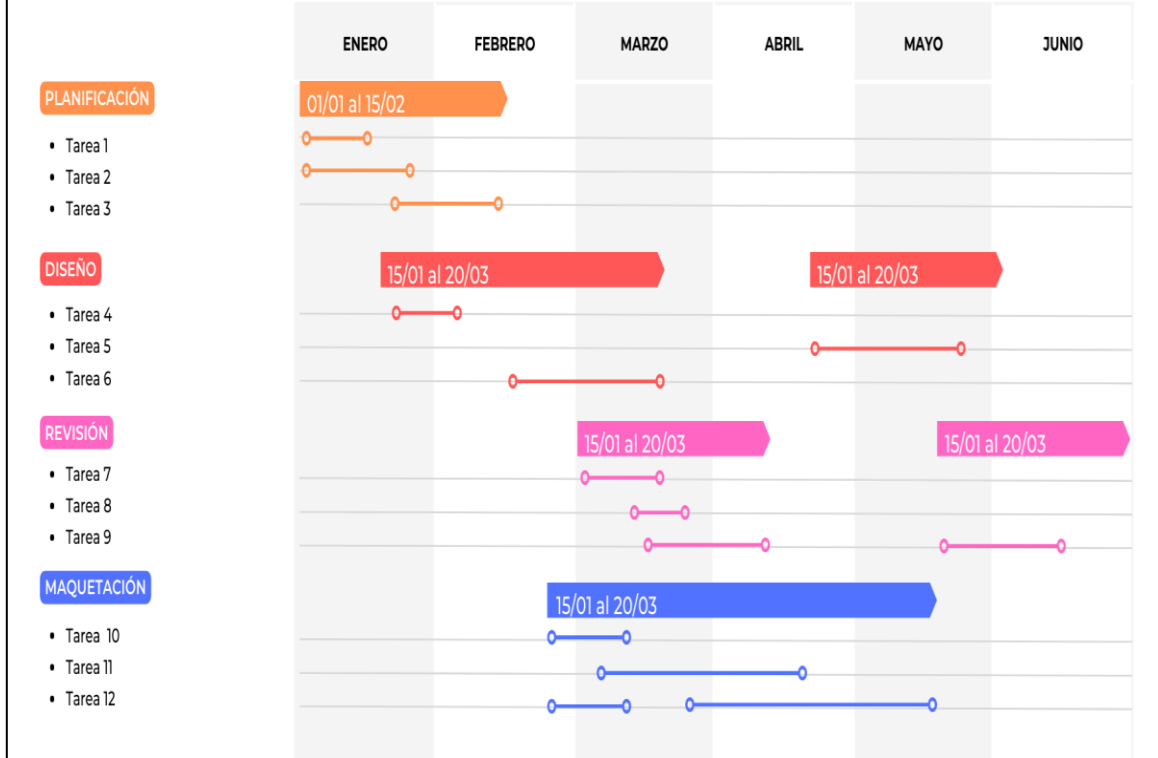 ENERO FEBRERO MARZO ABRIL MAYO JUNIO
PLANIFICACIÓN 01/01 al 15/02
• Tarea 1
• Tarea 2
• Tarea 3
DISEÑO 15/01 al 20/03 15/01 al 20/03
• Tarea 4
• Tarea 5
• Tarea 6
REVISIÓN 15/01 al 20/03 15/01 al 20/03
• Tarea 7
• Tarea 8
• Tarea 9
MAQUETACIÓN 15/01 al 20/03
• Tarea 10
• Tarea 11
• Tarea 12